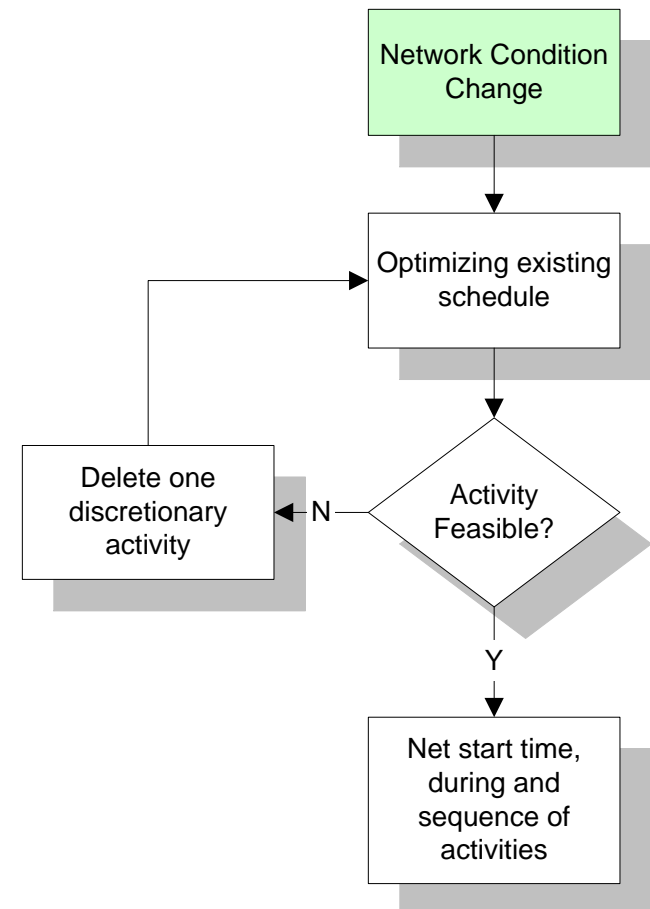 Network Condition
Change
Optimizing existing
schedule
Activity
Feasible?
N
Delete one
discretionary
activity
Y
Net start time,
during and
sequence of
activities